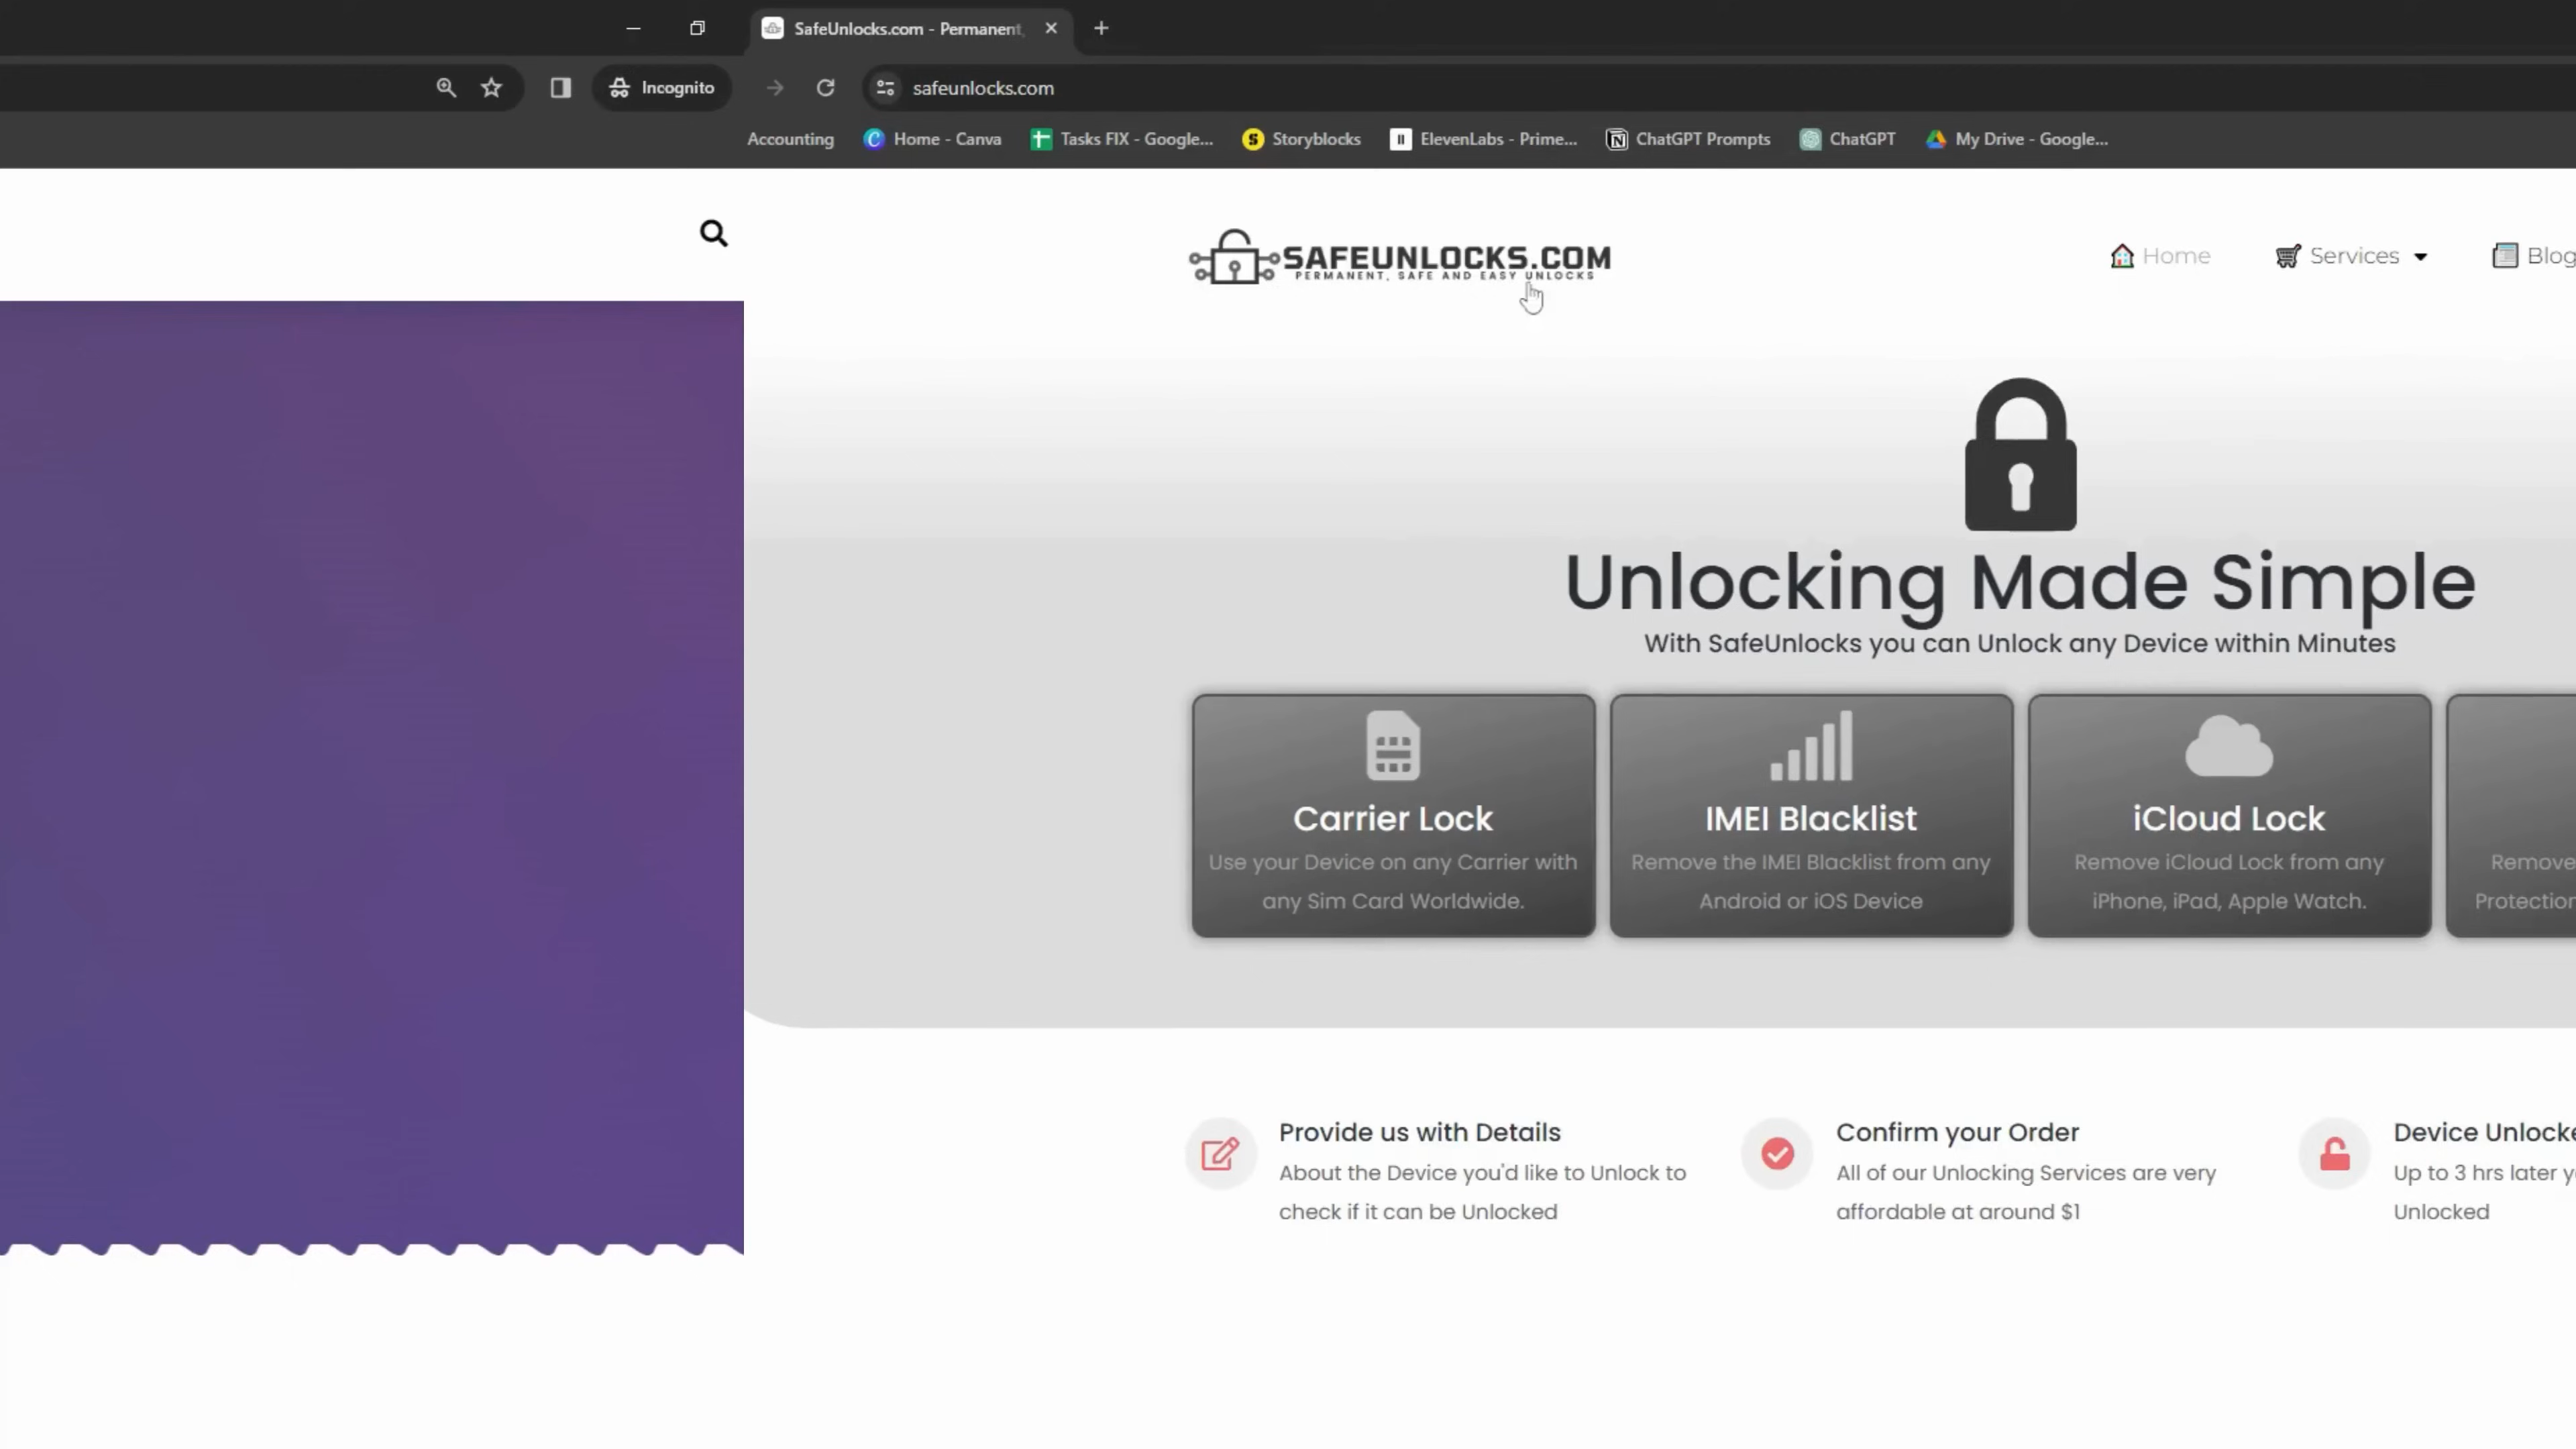 SafeUnlocks.com - Permanent,
Incognito
safeunlocks.com
Accounting
Home - Canva
Tasks FIX - Google...
Storyblocks
ElevenLabs - Prime...
ChatGPT Prompts
ChatGPT
My Drive - Google...
SAFEUNLOCKS.COM
PERMANENT, SAFE AND EASY UNLOCKS
Home
Services
Blog
Unlocking Made Simple
With SafeUnlocks you can Unlock any Device within Minutes
Carrier Lock
Use your Device on any Carrier with
any Sim Card Worldwide.
IMEI Blacklist
Remove the IMEI Blacklist from any
Android or iOS Device
iCloud Lock
Remove iCloud Lock from any
iPhone, iPad, Apple Watch.
Remove
Protection
Provide us with Details
About the Device you'd like to Unlock to
check if it can be Unlocked
Confirm your Order
All of our Unlocking Services are very
affordable at around $1
Device Unlocke
Up to 3 hrs later y
Unlocked